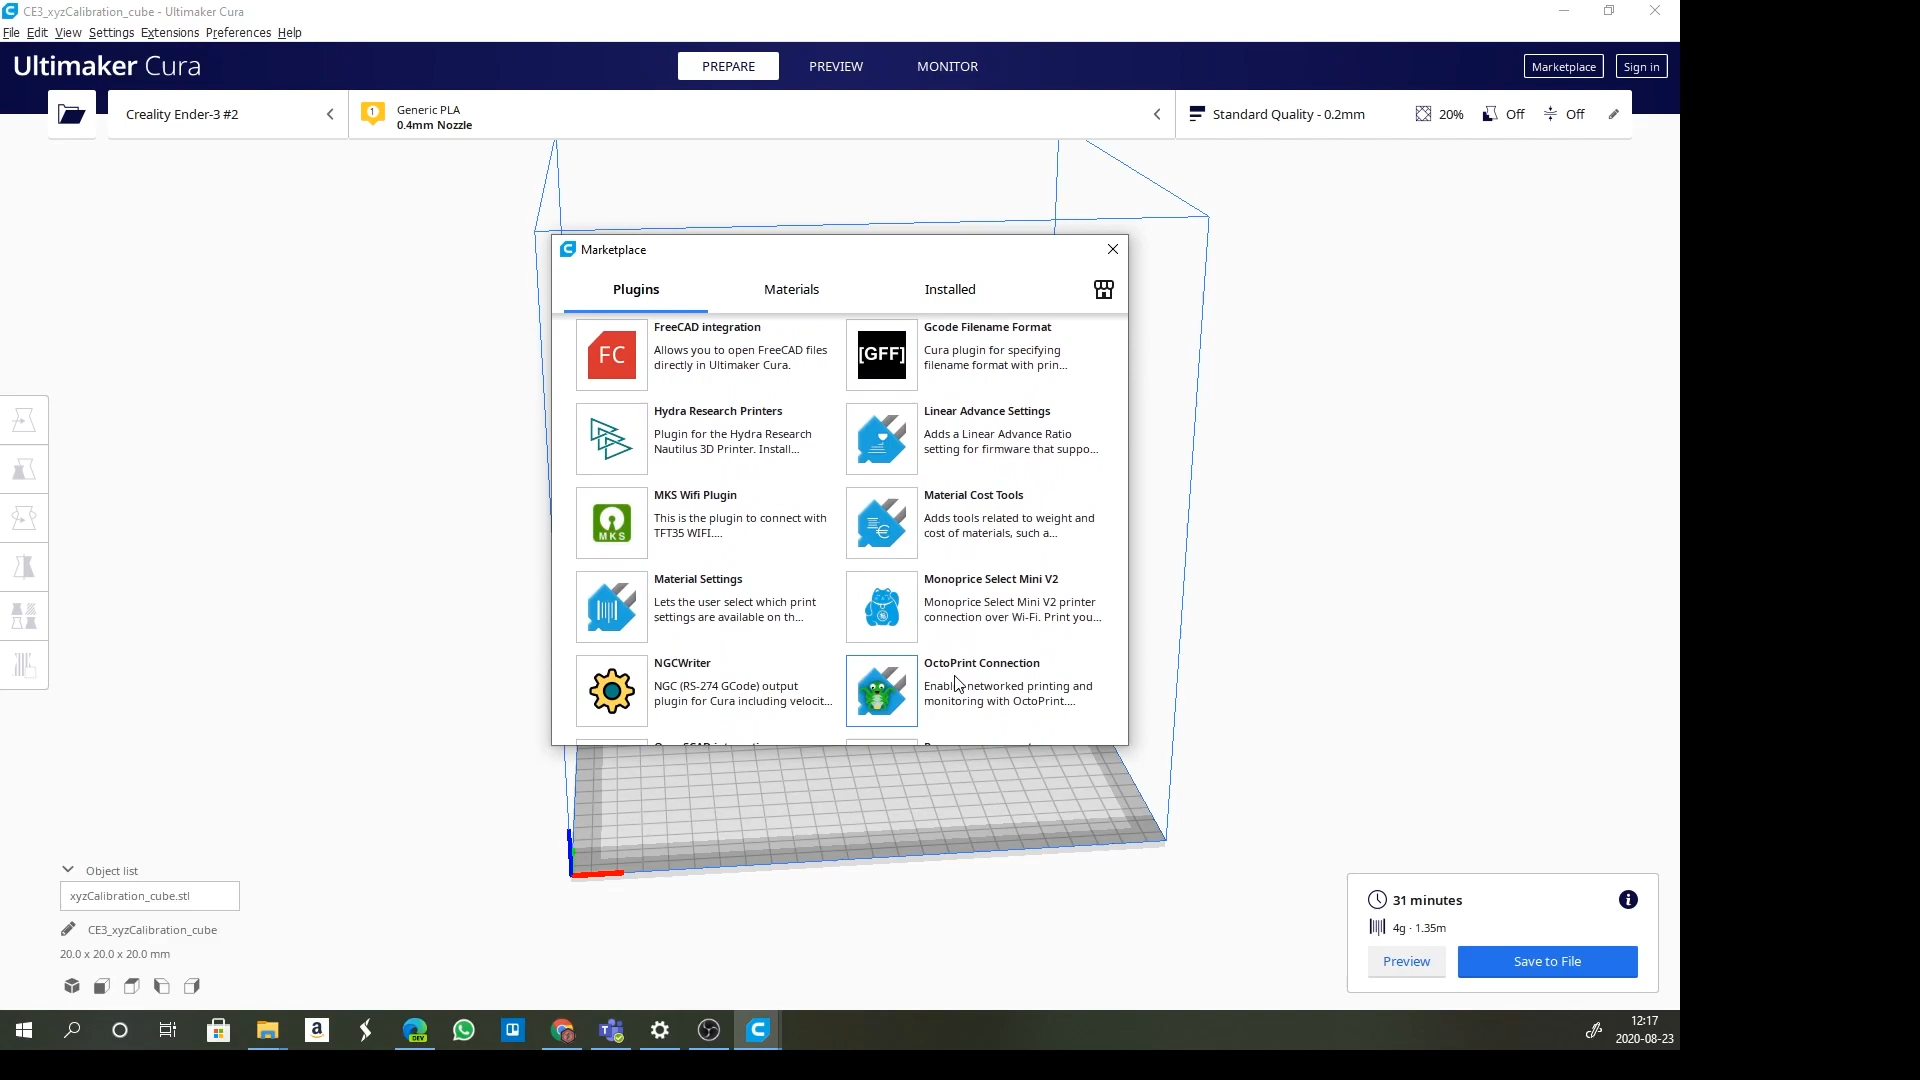 CE3_xyzCalibration_cube - Ultimaker Cura
File Edit View Settings Extensions Preferences Help
Ultimaker Cura
PREPARE
PREVIEW
MONITOR
Marketplace
Sign in
Creality Ender-3 #2
1
Generic PLA
0.4mm Nozzle
Standard Quality - 0.2mm
20%
Off
Off
Marketplace
Plugins
Materials
Installed
FC
FreeCAD integration
Allows you to open FreeCAD files
directly in Ultimaker Cura.
[GFF]
Gcode Filename Format
Cura plugin for specifying
filename format with prin...
Hydra Research Printers
Plugin for the Hydra Research
Nautilus 3D Printer. Install...
Linear Advance Settings
Adds a Linear Advance Ratio
setting for firmware that suppo...
MKS
MKS Wifi Plugin
This is the plugin to connect with
TFT35 WIFI....
Material Cost Tools
Adds tools related to weight and
cost of materials, such a...
Material Settings
Lets the user select which print
settings are available on th...
Monoprice Select Mini V2
Monoprice Select Mini V2 printer
connection over Wi-Fi. Print you...
NGCWriter
NGC (RS-274 GCode) output
plugin for Cura including velocit...
OctoPrint Connection
networked printing and
monitoring with OctoPrint....
Object list
xyzCalibration_cube.stl
CE3_xyzCalibration_cube
20.0 x 20.0 x 20.0 mm
31 minutes
4g · 1.35m
Preview
Save to File
DEV
12:17
2020-08-23